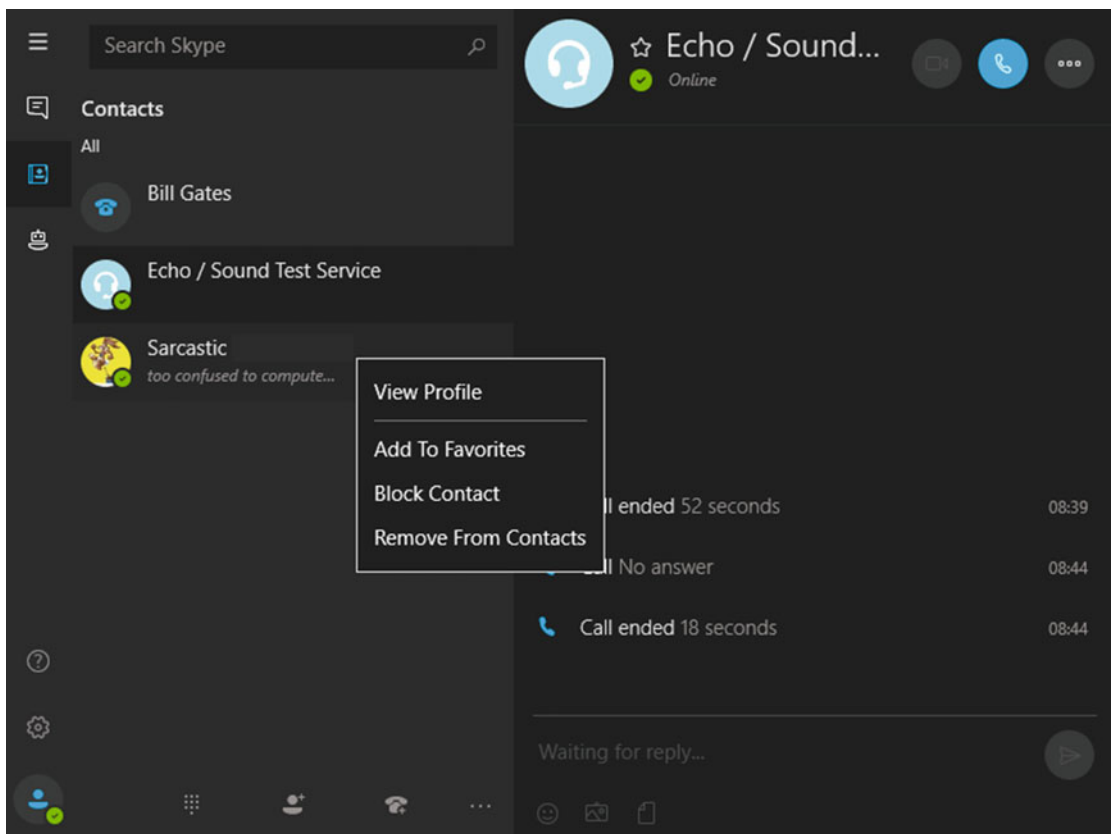 Search Skype
Contacts
All
Bill Gates
Echo / Sound Test Service
Sarcastic
too confused to compute...
View Profile
Add To Favorites
Block Contact
Remove From Contacts
Echo / Sound...
Online
ended 52 seconds
08:39
No answer
08:44
Call ended 18 seconds
08:44
Waiting for reply...